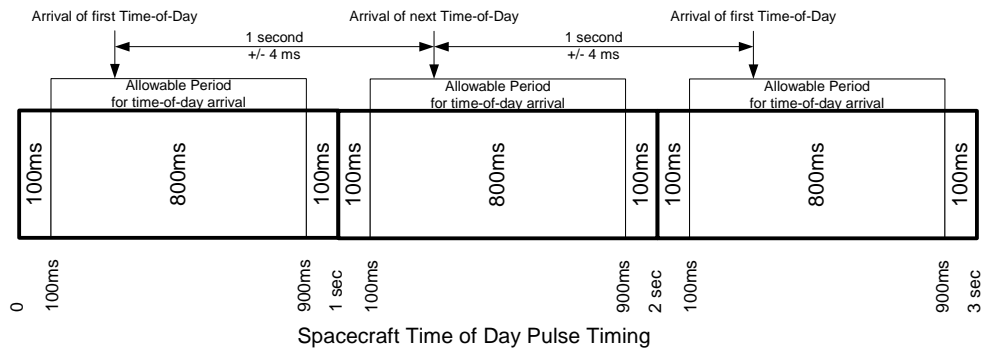 Arrival of first Time-of-Day
Arrival of next Time-of-Day
Arrival of first Time-of-Day
1 second
+/- 4 ms
1 second
+/- 4 ms
Allowable Period
for time-of-day arrival
Allowable Period
for time-of-day arrival
Allowable Period
for time-of-day arrival
100ms
800ms
100ms
100ms
800ms
100ms
100ms
800ms
100ms
0
100ms
900ms
1 sec
100ms
900ms
2 sec
100ms
900ms
3 sec
Spacecraft Time of Day Pulse Timing